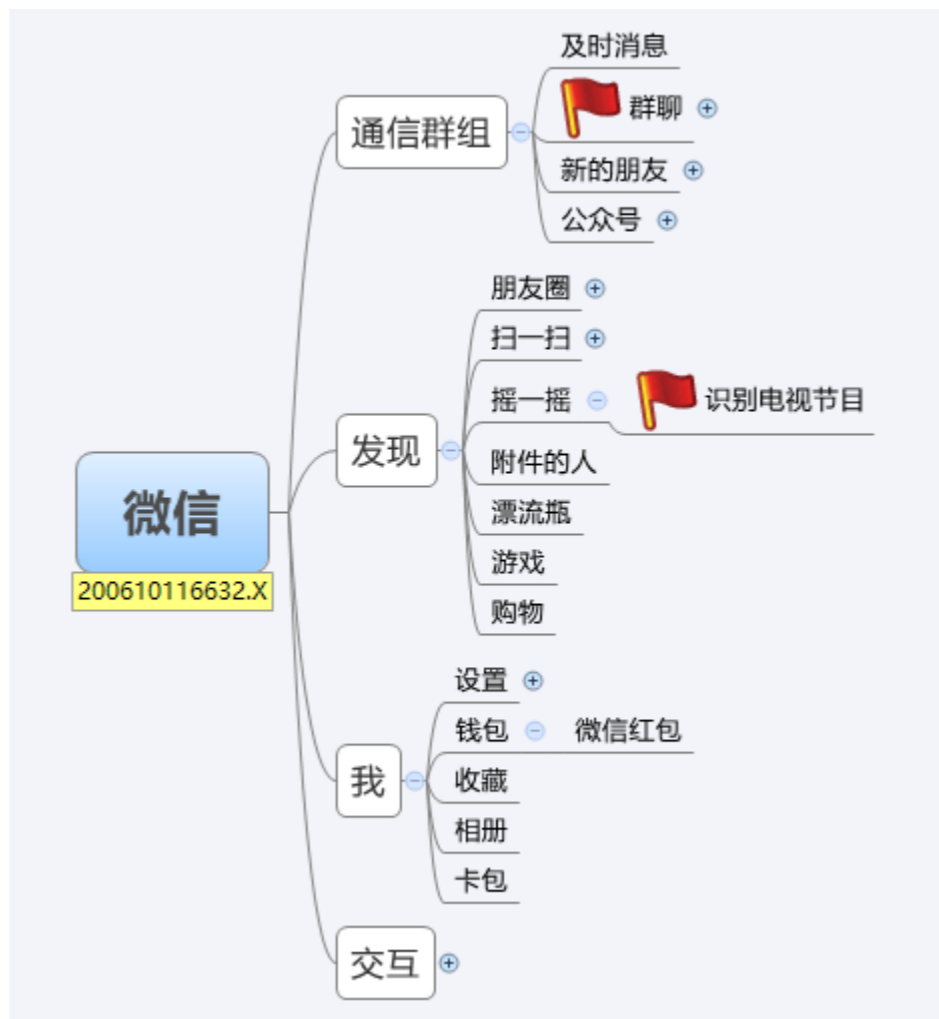 及时消息
群聊
通信群组
新的朋友
公众号
朋友圈
扫一扫
摇一摇
识别电视节目
发现
附件的人
漂流瓶
微信
200610116632.X
游戏
购物
设置
钱包
微信红包
我
收藏
相册
卡包
交互